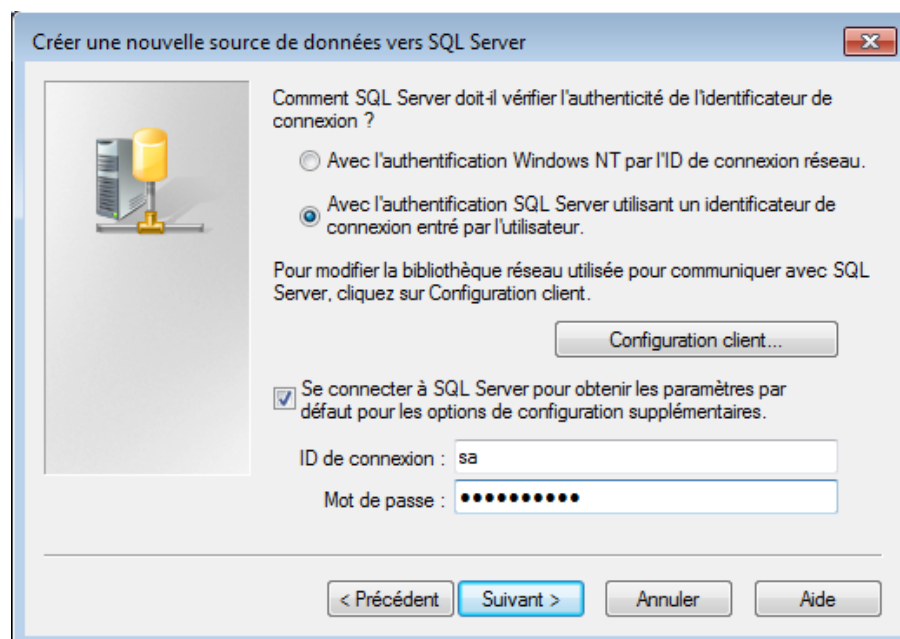 Créer une nouvelle source de données vers SQL Server
Comment SQL Server doit-il vérifier l'authenticité de l'identificateur de
connexion ?
Avec l'authentification Windows NT par l'ID de connexion réseau.
Avec l'authentification SQL Server utilisant un identificateur de
connexion entré par l'utilisateur.
Pour modifier la bibliothèque réseau utilisée pour communiquer avec SQL
Server, cliquez sur Configuration client.
Configuration client...
Se connecter à SQL Server pour obtenir les paramètres par
défaut pour les options de configuration supplémentaires.
ID de connexion : sa
Mot de passe : ●●●●●●●●●●
< Précédent Suivant > Annuler Aide